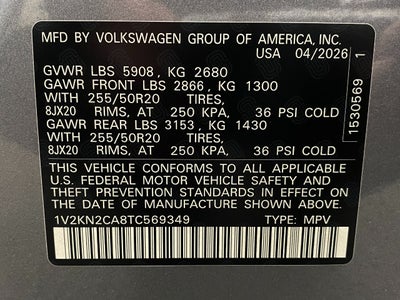 MFD BY VOLKSWAGEN GROUP OF AMERICA, INC.
USA 04/2026
GVWR LBS 5908, KG 2680
GAWR FRONT LBS 2866, KG 1300
WITH 255/50R20 TIRES,
8JX20 RIMS, AT 250 KPA, 36 PSI COLD
GAWR REAR LBS 3153, KG 1430
WITH 255/50R20 TIRES,
8JX20 RIMS, AT 250 KPA, 36 PSI COLD
THIS VEHICLE CONFORMS TO ALL APPLICABLE
U.S. FEDERAL MOTOR VEHICLE SAFETY AND
THEFT PREVENTION STANDARDS IN EFFECT ON
THE DATE OF MANUFACTURE SHOWN ABOVE.
1V2KN2CA8TC569349 TYPE: MPV
1530569 1